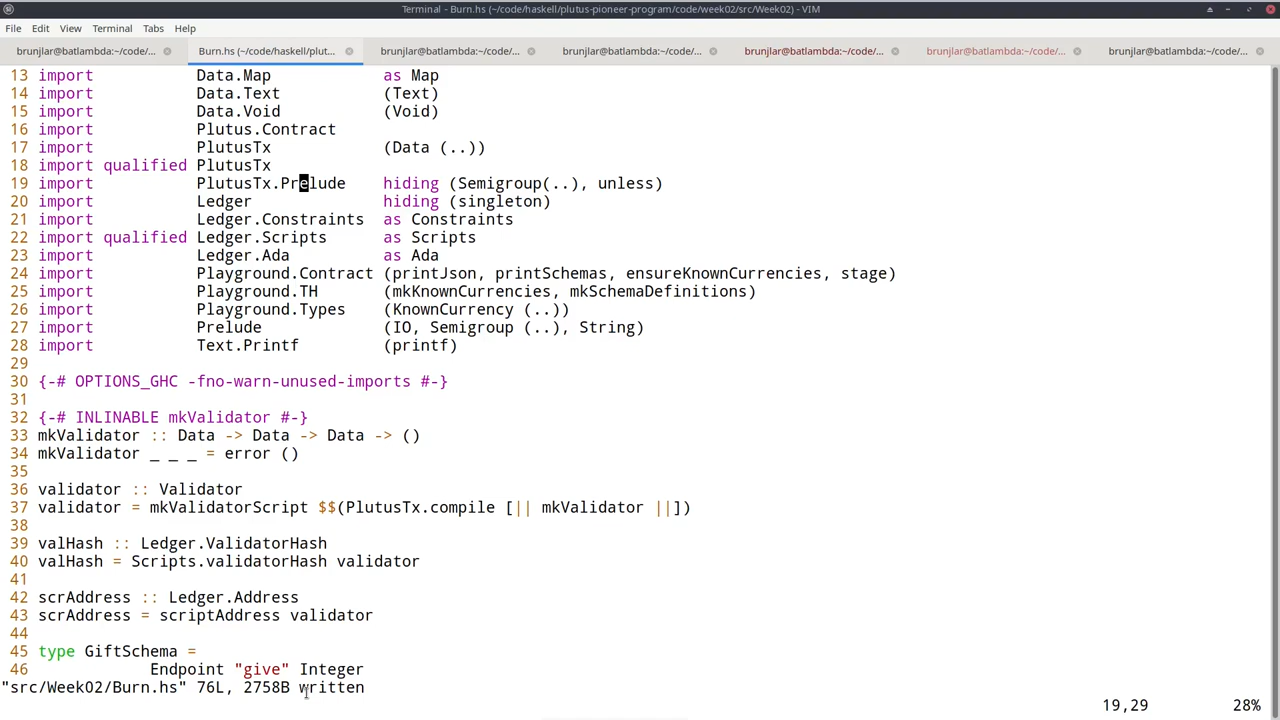 Terminal - Burn.hs (~/code/haskell/plutus-pioneer-program/code/week02/src/Week02) - VIM
File Edit View Terminal Tabs Help
brunjlar@batlambda:~/code/... Burn.hs (~/code/haskell/plut... brunjlar@batlambda:~/code/... brunjlar@batlambda:~/code/... brunjlar@batlambda:~/code/... brunjlar@batlambda:~/code/... brunjlar@batlambda:~/code/...
13 import Data.Map as Map
14 import Data.Text (Text)
15 import Data.Void (Void)
16 import Plutus.Contract
17 import PlutusTx (Data (..))
18 import qualified PlutusTx
19 import PlutusTx.Prelude hiding (Semigroup(..), unless)
20 import Ledger hiding (singleton)
21 import Ledger.Constraints as Constraints
22 import qualified Ledger.Scripts as Scripts
23 import Ledger.Ada as Ada
24 import Playground.Contract (printJson, printSchemas, ensureKnownCurrencies, stage)
25 import Playground.TH (mkKnownCurrencies, mkSchemaDefinitions)
26 import Playground.Types (KnownCurrency (..))
27 import Prelude (IO, Semigroup (..), String)
28 import Text.Printf (printf)
29
30 {-# OPTIONS_GHC -fno-warn-unused-imports #-}
31
32 {-# INLINABLE mkValidator #-}
33 mkValidator :: Data -> Data -> Data -> ()
34 mkValidator _ _ _ = error ()
35
36 validator :: Validator
37 validator = mkValidatorScript $$(PlutusTx.compile [|| mkValidator ||])
38
39 valHash :: Ledger.ValidatorHash
40 valHash = Scripts.validatorHash validator
41
42 scrAddress :: Ledger.Address
43 scrAddress = scriptAddress validator
44
45 type GiftSchema =
46 Endpoint "give" Integer
"src/Week02/Burn.hs" 76L, 2758B written
19,29 28%